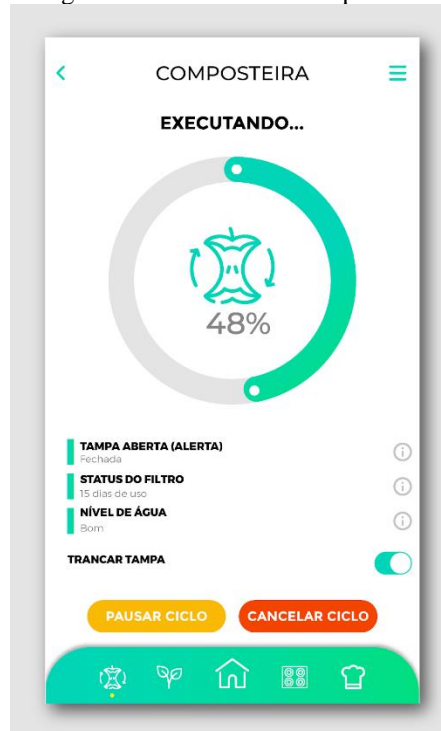 COMPOSTEIRA
EXECUTANDO...
48%
TAMPA ABERTA (ALERTA)
Fechada
STATUS DO FILTRO
15 dias de uso
NÍVEL DE ÁGUA
Bom
TRANCAR TAMPA
PAUSAR CICLO
CANCELAR CICLO